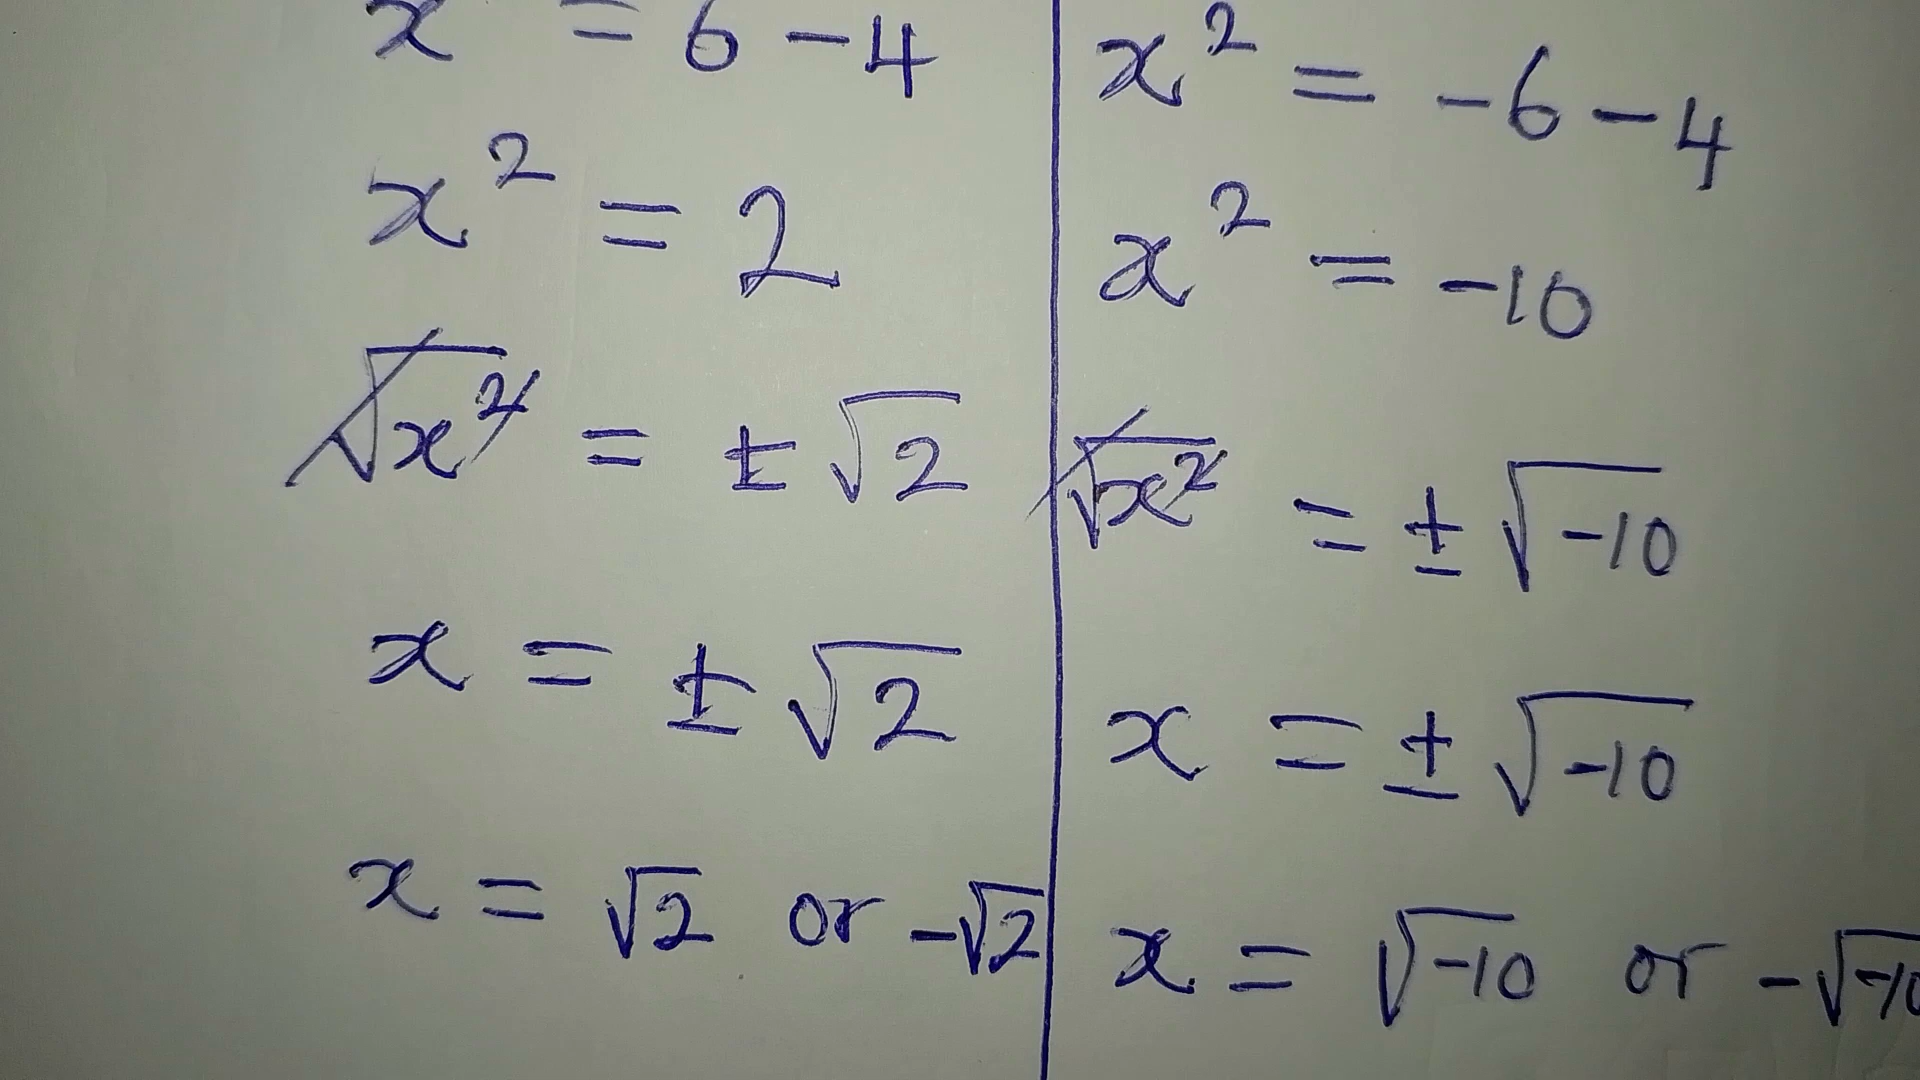 x = 6 - 4
x² = 2
√x² = ± √2
x = ± √2
x = √2 or -√2
x² = -6 - 4
x² = -10
√x² = ± √-10
x = ± √-10
x = √-10 or -√-10